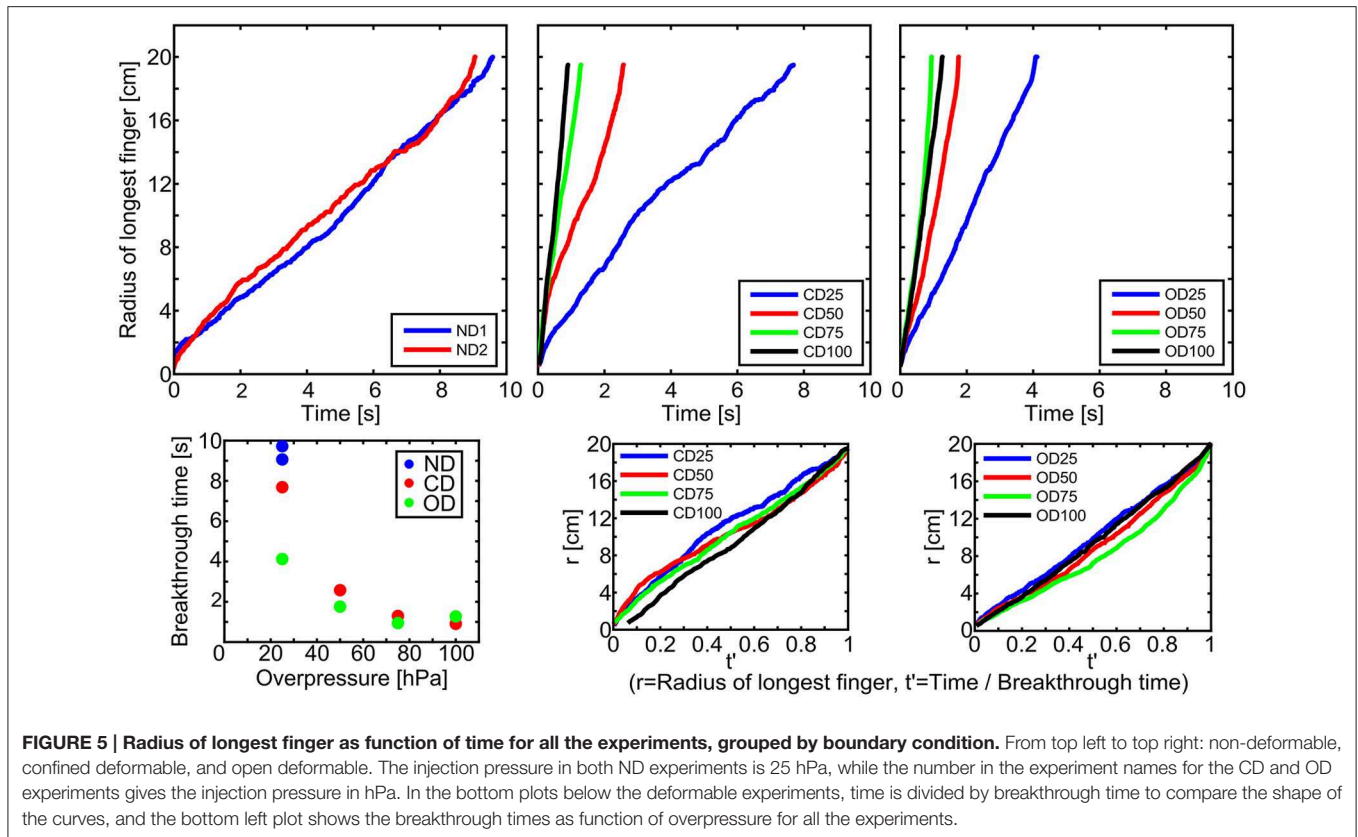 Radius of longest finger [cm]
20
16
12
8
4
0
0 2 4 6 8 10
Time [s]
ND1
ND2
0 2 4 6 8 10
Time [s]
CD25
CD50
CD75
CD100
0 2 4 6 8 10
Time [s]
OD25
OD50
OD75
OD100
Breakthrough time [s]
10
8
6
4
2
0 20 40 60 80 100
Overpressure [hPa]
ND
CD
OD
r [cm]
20
16
12
8
4
0
0 0.2 0.4 0.6 0.8 1
t'
CD25
CD50
CD75
CD100
r [cm]
20
16
12
8
4
0
0 0.2 0.4 0.6 0.8 1
t'
OD25
OD50
OD75
OD100
(r=Radius of longest finger, t'=Time / Breakthrough time)
FIGURE 5 | Radius of longest finger as function of time for all the experiments, grouped by boundary condition. From top left to top right: non-deformable,
confined deformable, and open deformable. The injection pressure in both ND experiments is 25 hPa, while the number in the experiment names for the CD and OD
experiments gives the injection pressure in hPa. In the bottom plots below the deformable experiments, time is divided by breakthrough time to compare the shape of
the curves, and the bottom left plot shows the breakthrough times as function of overpressure for all the experiments.